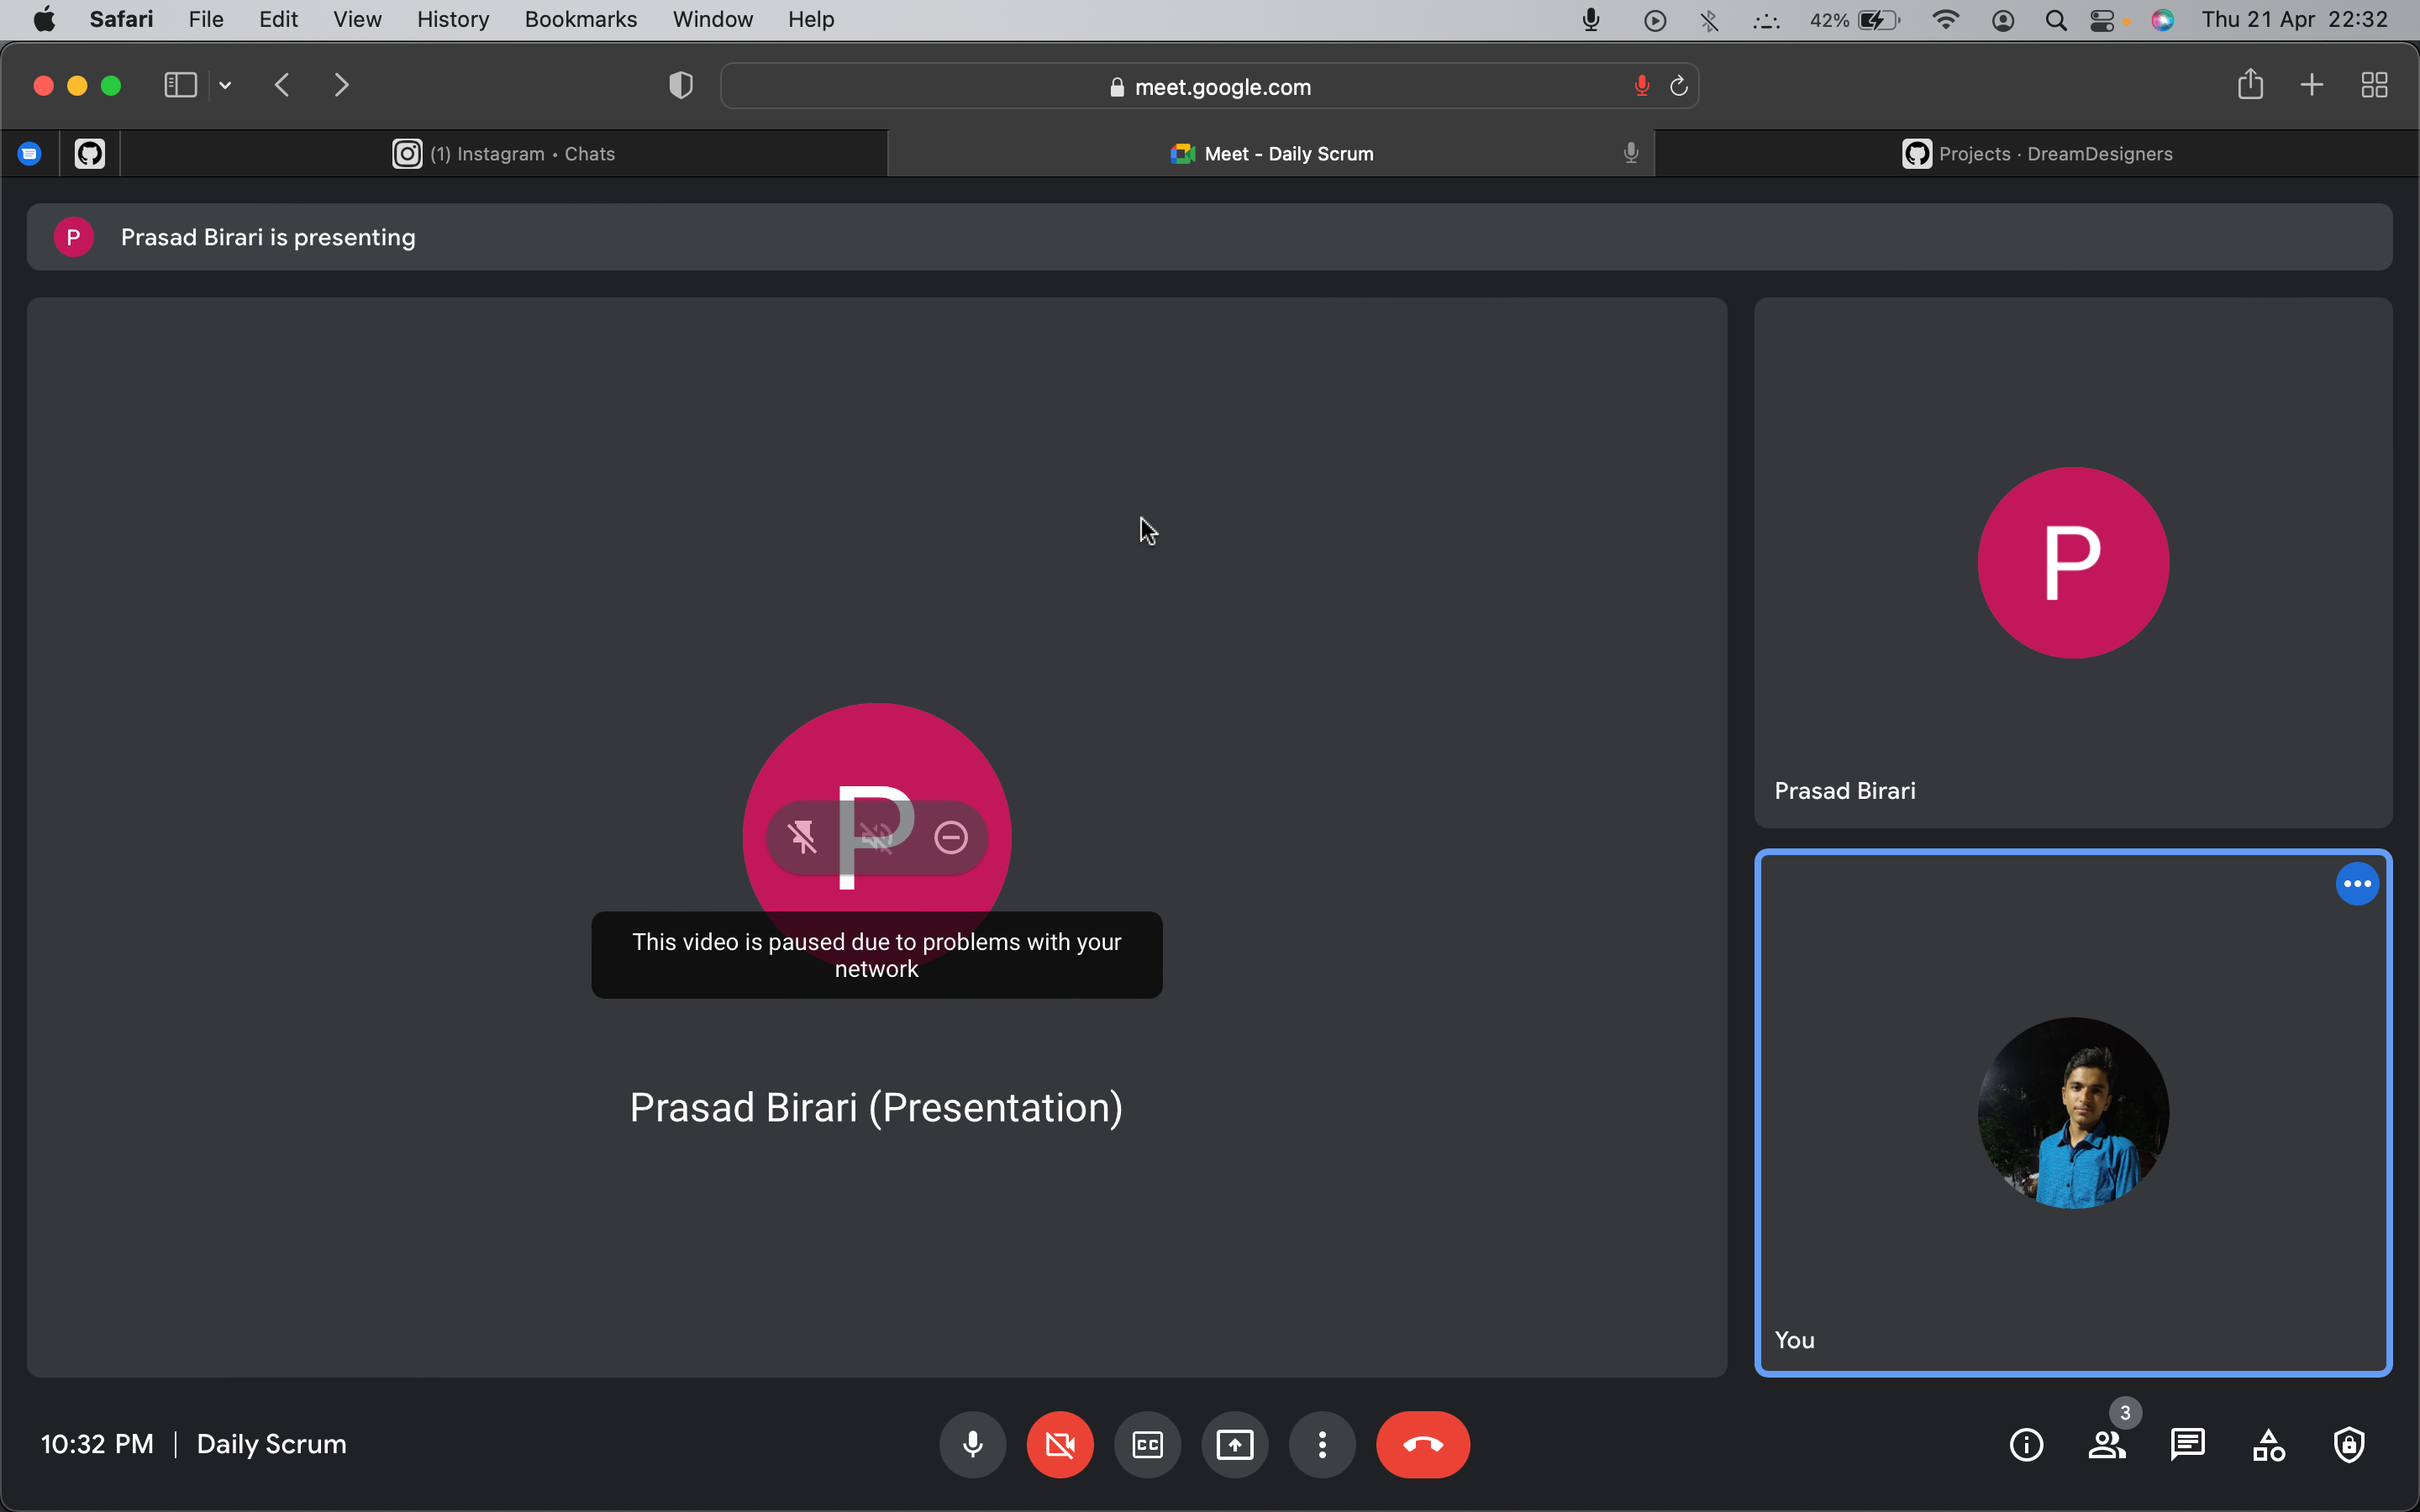 Safari File Edit View History Bookmarks Window Help 42% Thu 21 Apr 22:32
meet.google.com
(1) Instagram • Chats
Meet - Daily Scrum
Projects · DreamDesigners
P Prasad Birari is presenting
P
Prasad Birari
P
This video is paused due to problems with your
network
Prasad Birari (Presentation)
You
10:32 PM | Daily Scrum
CC
3